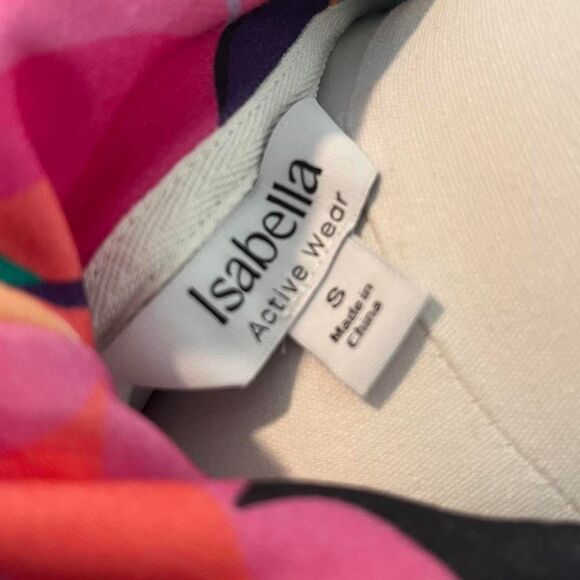 Isabella
Active Wear
S
Made in
China